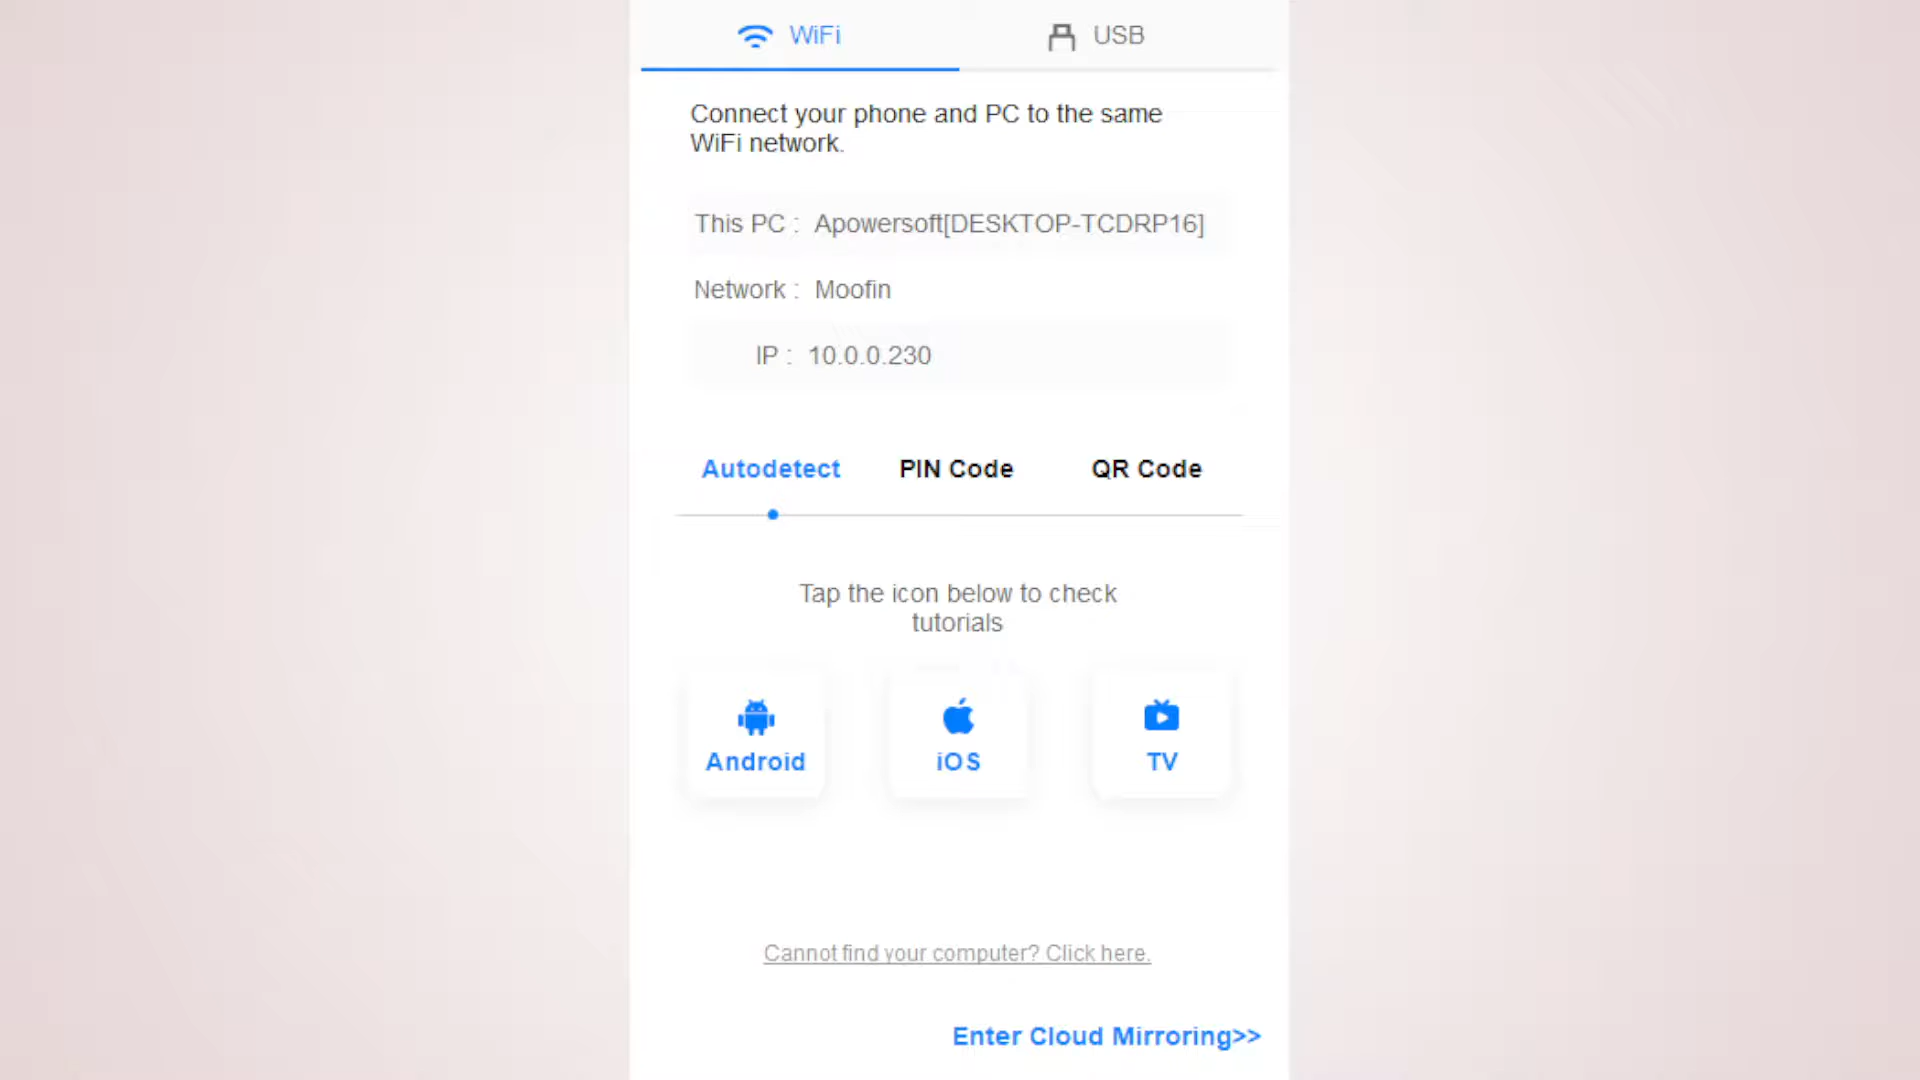 WiFi
USB
Connect your phone and PC to the same
WiFi network.
This PC : Apowersoft[DESKTOP-TCDRP16]
Network : Moofin
IP : 10.0.0.230
Autodetect
PIN Code
QR Code
Tap the icon below to check
tutorials
Android
iOS
TV
Cannot find your computer? Click here.
Enter Cloud Mirroring>>